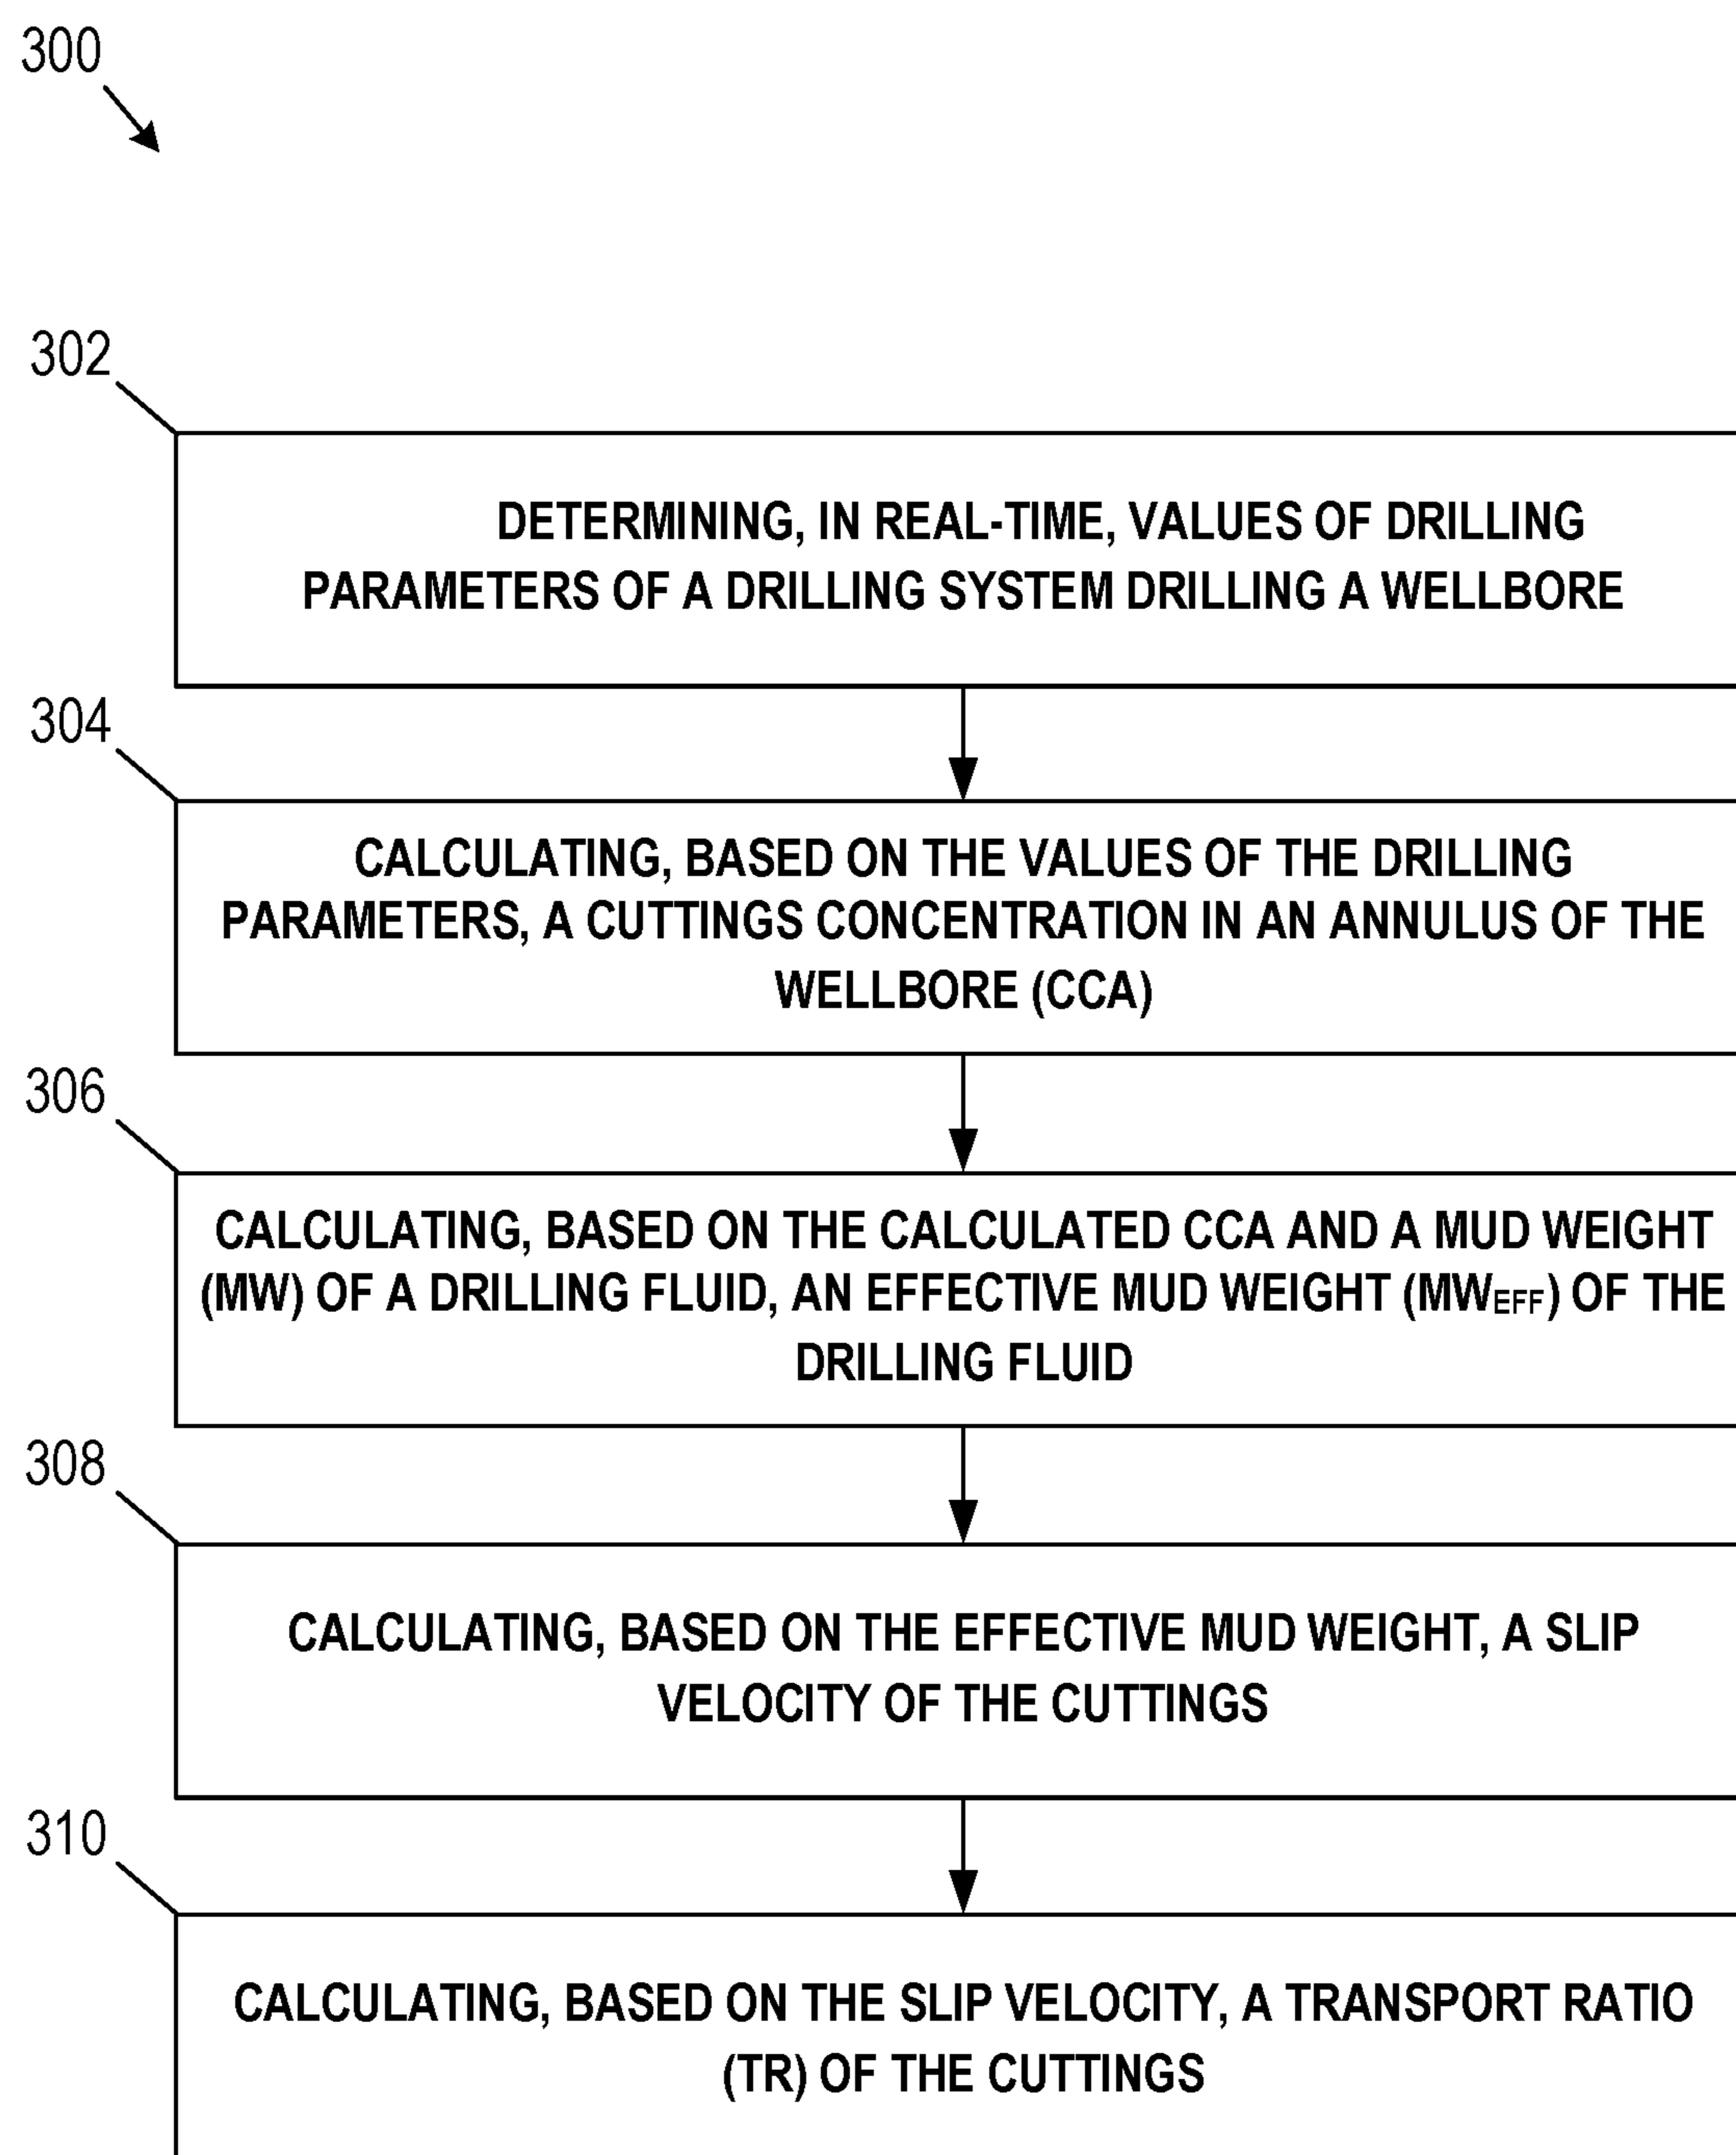 300
302
DETERMINING, IN REAL-TIME, VALUES OF DRILLING
PARAMETERS OF A DRILLING SYSTEM DRILLING A WELLBORE
304
CALCULATING, BASED ON THE VALUES OF THE DRILLING
PARAMETERS, A CUTTINGS CONCENTRATION IN AN ANNULUS OF THE
WELLBORE (CCA)
306
CALCULATING, BASED ON THE CALCULATED CCA AND A MUD WEIGHT
(MW) OF A DRILLING FLUID, AN EFFECTIVE MUD WEIGHT (MWEFF) OF THE
DRILLING FLUID
308
CALCULATING, BASED ON THE EFFECTIVE MUD WEIGHT, A SLIP
VELOCITY OF THE CUTTINGS
310
CALCULATING, BASED ON THE SLIP VELOCITY, A TRANSPORT RATIO
(TR) OF THE CUTTINGS